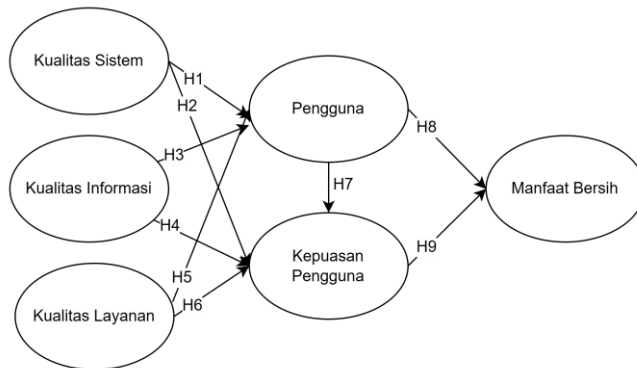 Kualitas Sistem
H1
H2
Pengguna
H8
H3
Kualitas Informasi
H7
Manfaat Bersih
H4
H9
Kepuasan
Pengguna
H5
H6
Kualitas Layanan